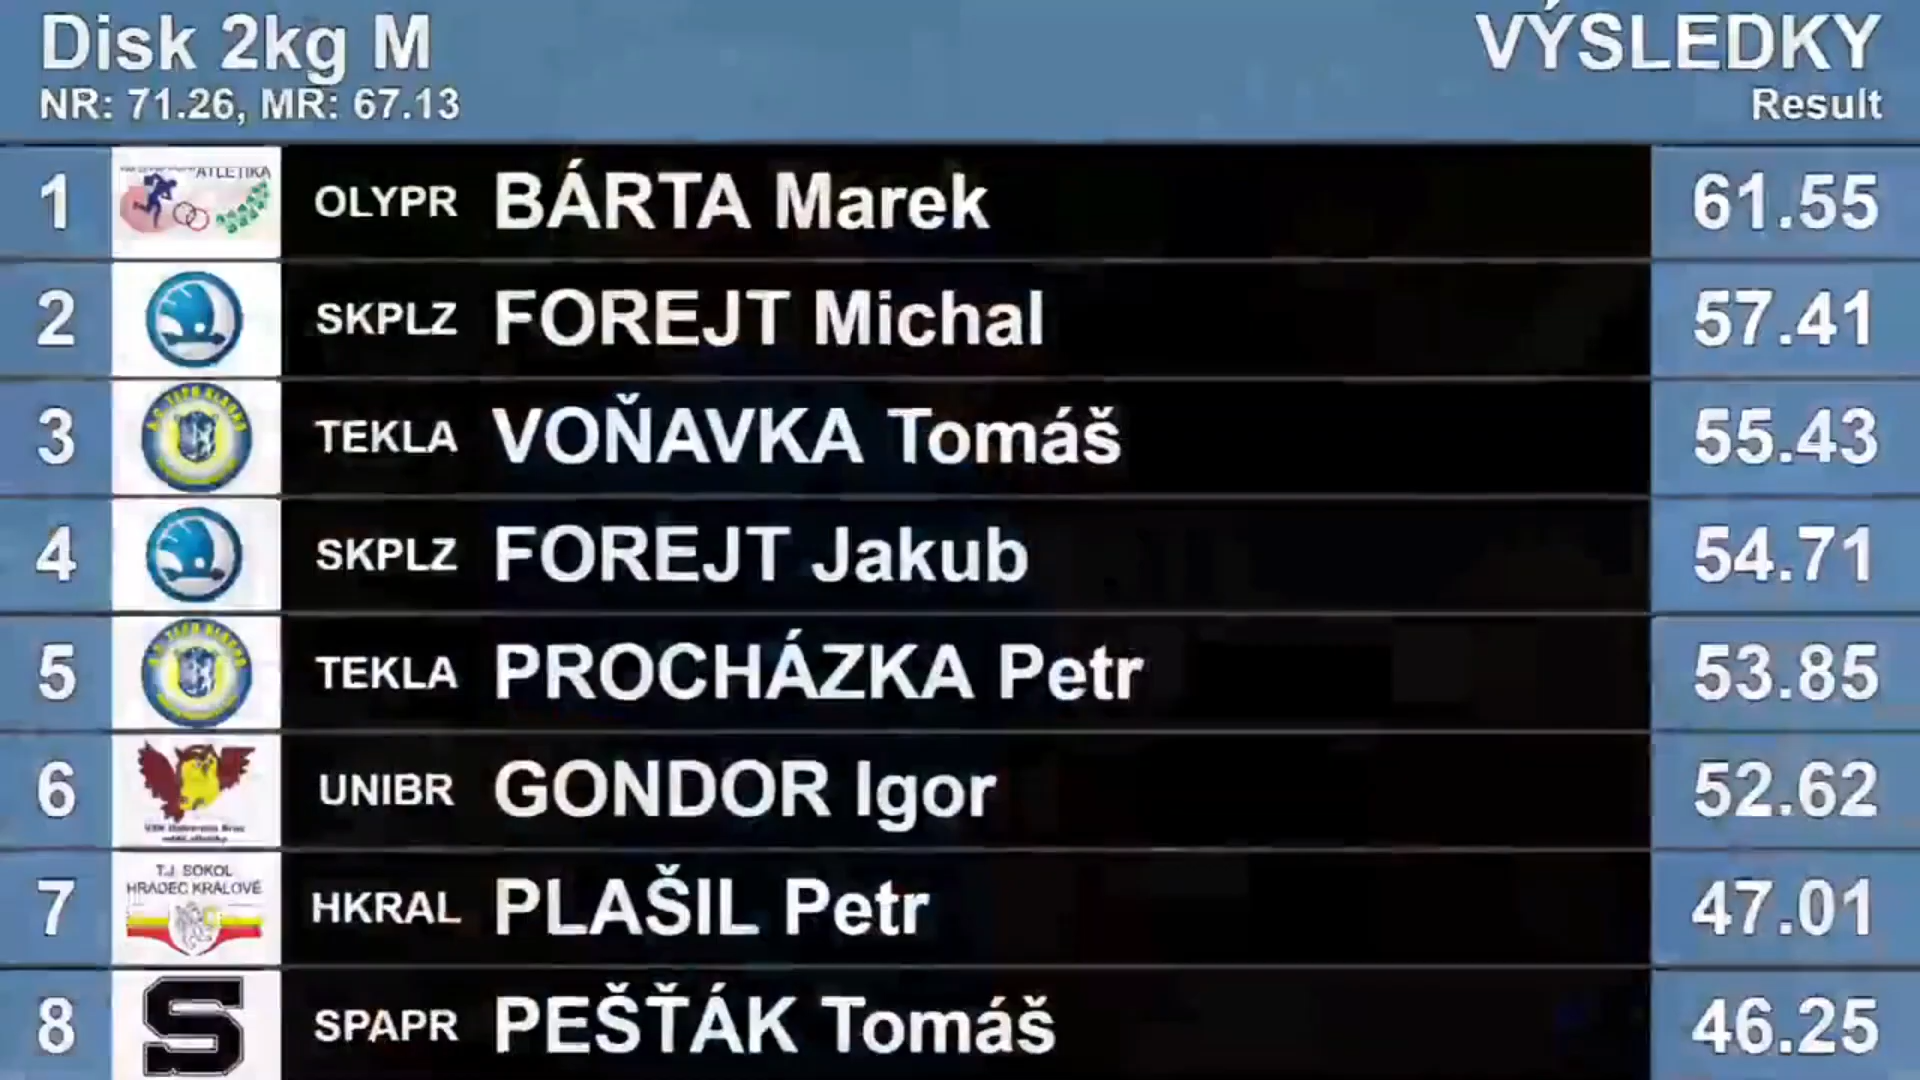 Disk 2kg M
VÝSLEDKY
NR: 71.26, MR: 67.13
Result
1 ATLETIKA OLYPR BÁRTA Marek 61.55
2 SKPLZ FOREJT Michal 57.41
3 TEKLA VOŇAVKA Tomáš 55.43
4 SKPLZ FOREJT Jakub 54.71
5 TEKLA PROCHÁZKA Petr 53.85
6 UNIBR GONDOR Igor 52.62
T.J. SOKOL
HRADEC KRÁLOVÉ
7 HKRAL PLAŠIL Petr 47.01
8 S SPAPR PEŠŤÁK Tomáš 46.25